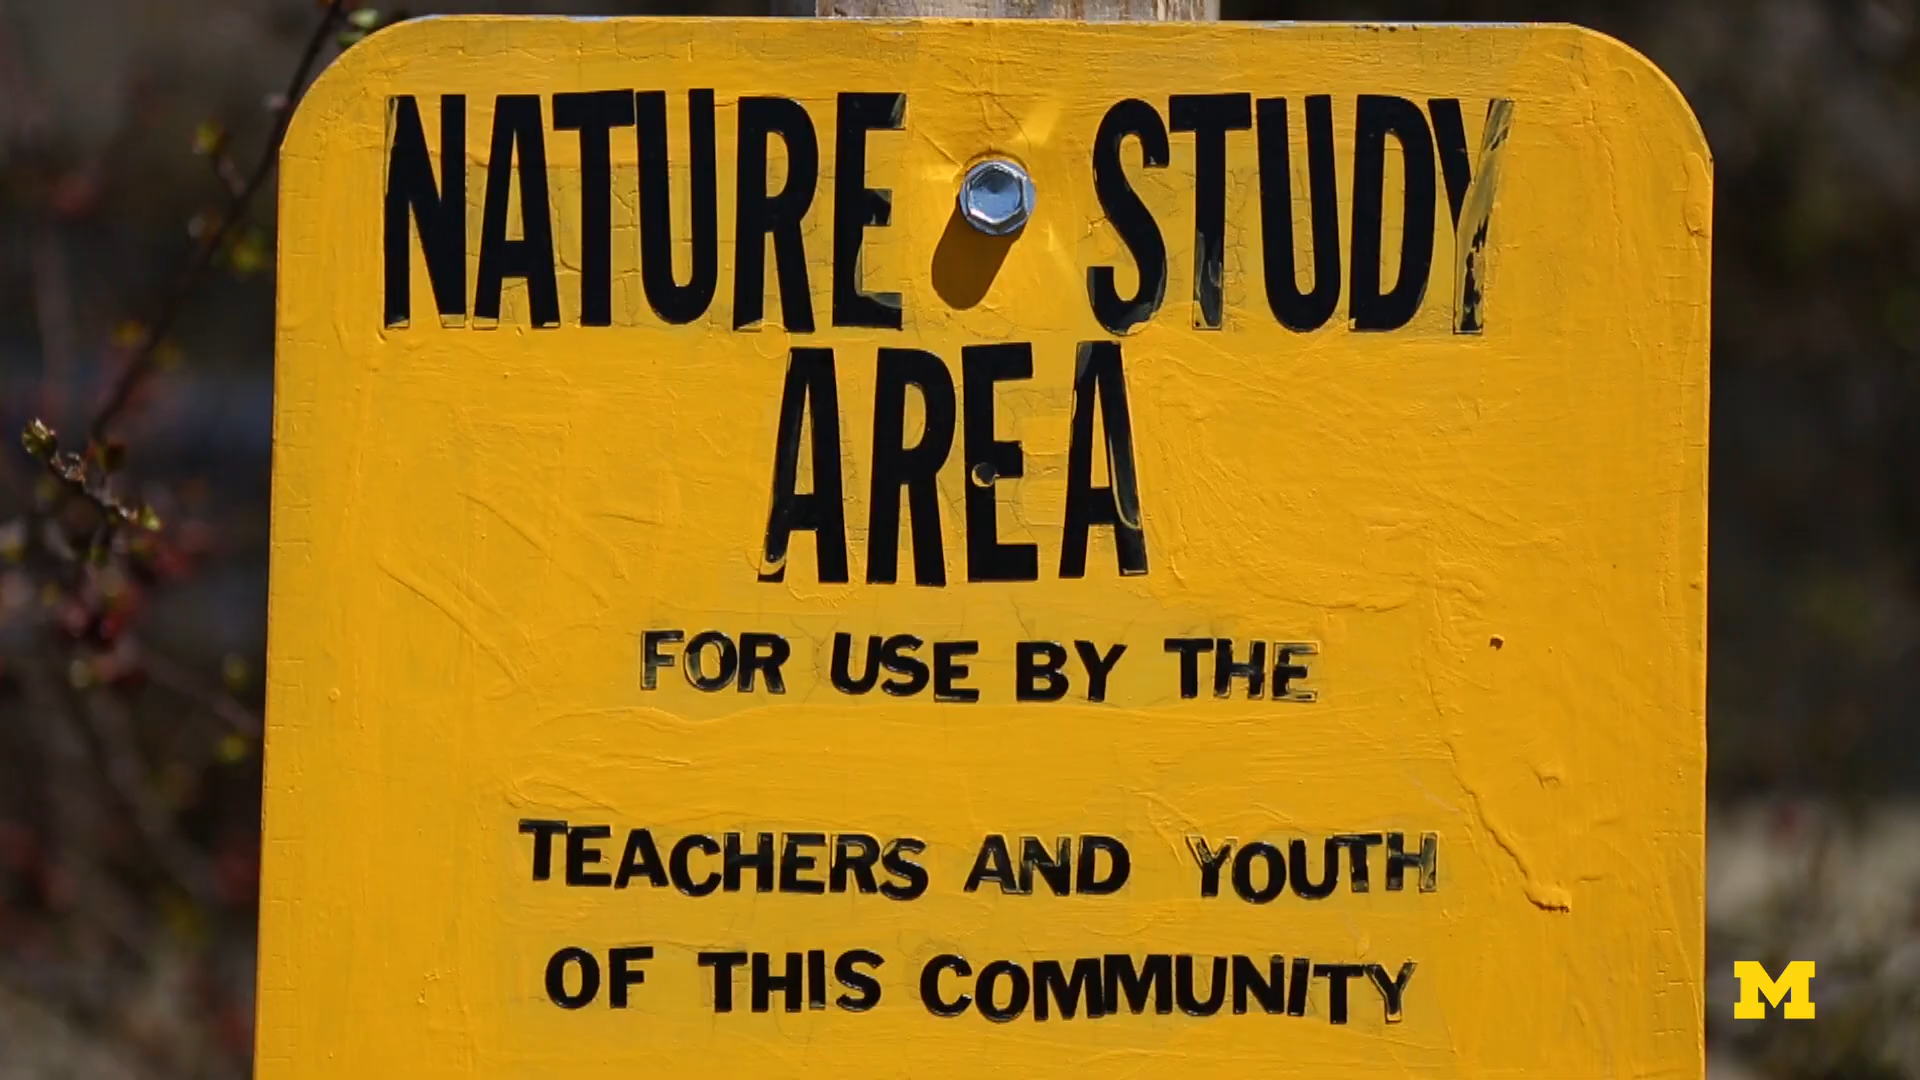 NATURE STUDY
AREA
FOR USE BY THE
TEACHERS AND YOUTH
OF THIS COMMUNITY
M